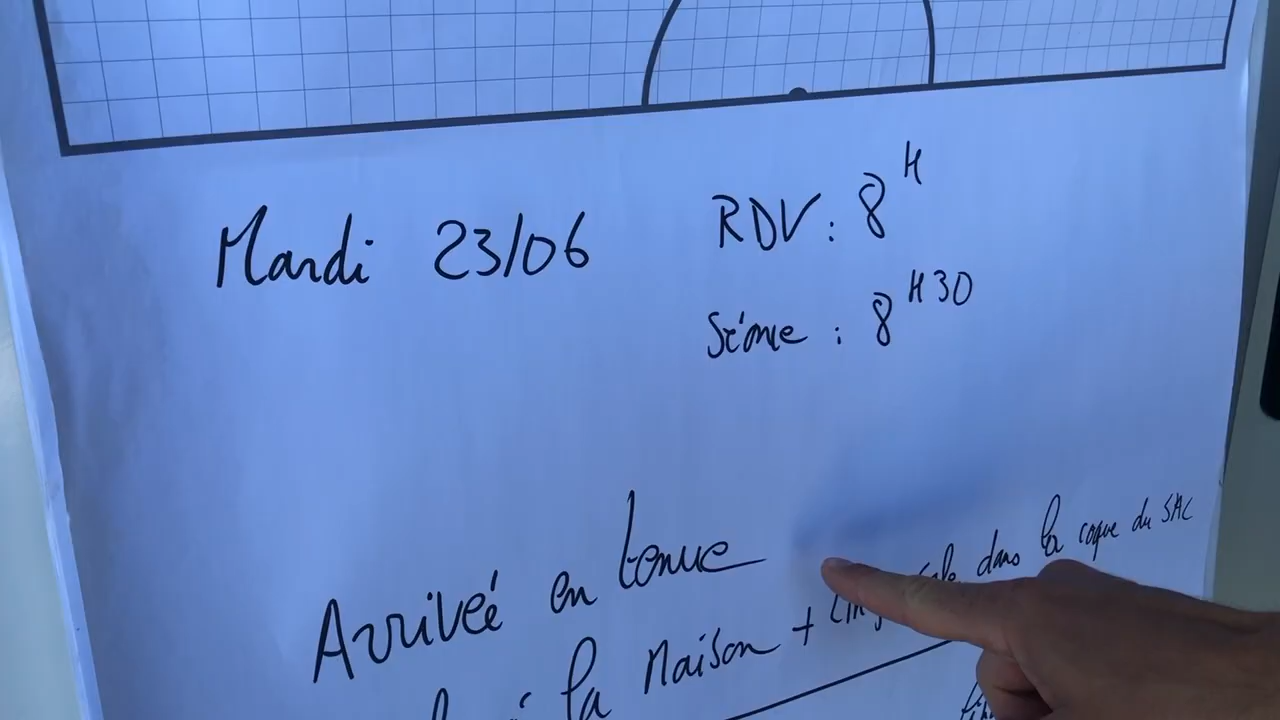 Mardi 23/06
RDV : 8H
Séance : 8H30
Arrivée en tenue
la Maison + dans la coque du SAC